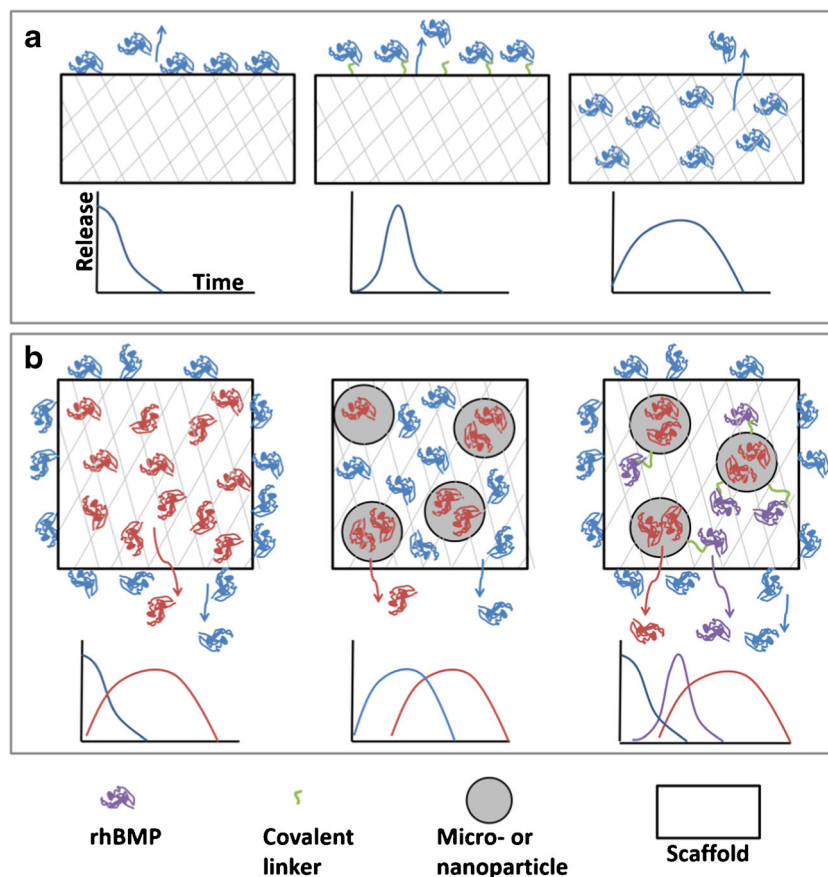 a
Release
Time
b
rhBMP
Covalent
linker
Micro- or
nanoparticle
Scaffold